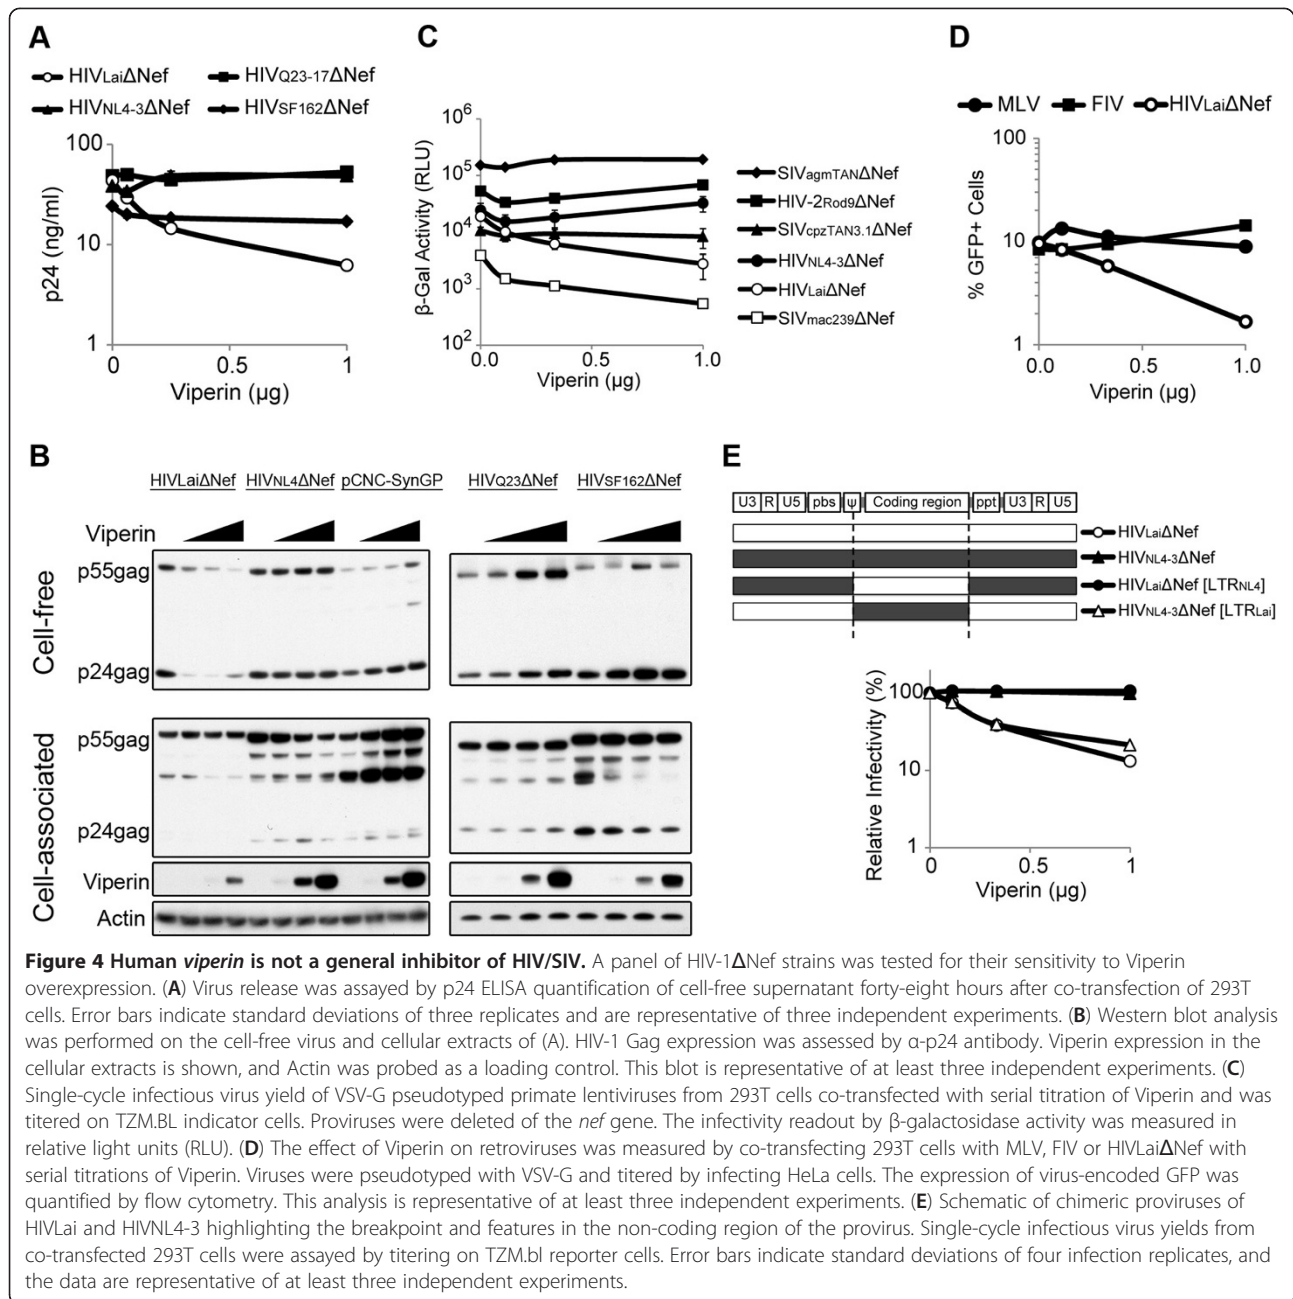 A
HIVLaiΔNef
HIVQ23-17ΔNef
HIVNL4-3ΔNef
HIVSF162ΔNef
100
10
1
p24 (ng/ml)
0
0.5
1
Viperin (µg)
C
10⁶
10⁵
10⁴
10³
10²
β-Gal Activity (RLU)
0.0
0.5
1.0
Viperin (µg)
SIVagmTANΔNef
HIV-2Rod9ΔNef
SIVcpzTAN3.1ΔNef
HIVNL4-3ΔNef
HIVLaiΔNef
SIVmac239ΔNef
D
MLV FIV HIVLaiΔNef
100
10
1
% GFP+ Cells
0.0
0.5
1.0
Viperin (µg)
B
HIVLaiΔNef HIVNL4ΔNef pCNC-SynGP HIVQ23ΔNef HIVSF162ΔNef
Viperin
Cell-free
p55gag
p24gag
Cell-associated
p55gag
p24gag
Viperin
Actin
E
U3 R U5 pbs ψ Coding region ppt U3 R U5
HIVLaiΔNef
HIVNL4-3ΔNef
HIVLaiΔNef [LTRNL4]
HIVNL4-3ΔNef [LTRLai]
Relative Infectivity (%)
100
10
1
0
0.5
1
Viperin (µg)
Figure 4 Human viperin is not a general inhibitor of HIV/SIV. A panel of HIV-1ΔNef strains was tested for their sensitivity to Viperin
overexpression. (A) Virus release was assayed by p24 ELISA quantification of cell-free supernatant forty-eight hours after co-transfection of 293T
cells. Error bars indicate standard deviations of three replicates and are representative of three independent experiments. (B) Western blot analysis
was performed on the cell-free virus and cellular extracts of (A). HIV-1 Gag expression was assessed by α-p24 antibody. Viperin expression in the
cellular extracts is shown, and Actin was probed as a loading control. This blot is representative of at least three independent experiments. (C)
Single-cycle infectious virus yield of VSV-G pseudotyped primate lentiviruses from 293T cells co-transfected with serial titration of Viperin and was
titered on TZM.BL indicator cells. Proviruses were deleted of the nef gene. The infectivity readout by β-galactosidase activity was measured in
relative light units (RLU). (D) The effect of Viperin on retroviruses was measured by co-transfecting 293T cells with MLV, FIV or HIVLaiΔNef with
serial titrations of Viperin. Viruses were pseudotyped with VSV-G and titered by infecting HeLa cells. The expression of virus-encoded GFP was
quantified by flow cytometry. This analysis is representative of at least three independent experiments. (E) Schematic of chimeric proviruses of
HIVLai and HIVNL4-3 highlighting the breakpoint and features in the non-coding region of the provirus. Single-cycle infectious virus yields from
co-transfected 293T cells were assayed by titering on TZM.bl reporter cells. Error bars indicate standard deviations of four infection replicates, and
the data are representative of at least three independent experiments.